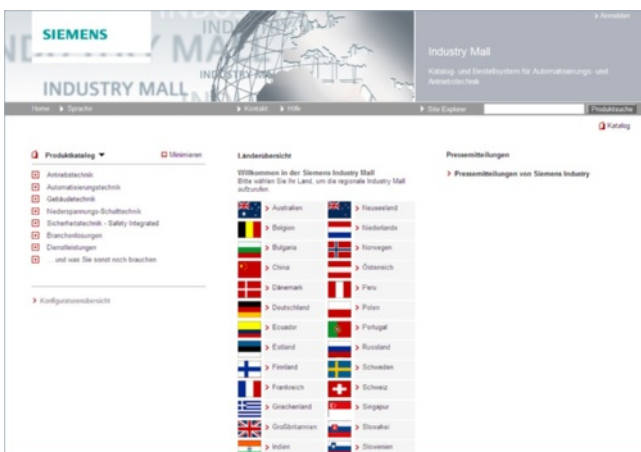 > Anmelden
SIEMENS
INDUSTRY MALL
Industry Mall
Katalog- und Bestellsystem für Automatisierungs- und
Antriebstechnik
Home > Sprache > Kontakt > Hilfe > Site Explorer Produktsuche
Katalog
Produktkatalog Minimieren
Antriebstechnik
Automatisierungstechnik
Gebäudetechnik
Niederspannungs-Schalttechnik
Sicherheitstechnik - Safety Integrated
Branchenlösungen
Dienstleistungen
... und was Sie sonst noch brauchen
> Konfiguratorenübersicht
Länderübersicht
Willkommen in der Siemens Industry Mall
Bitte wählen Sie Ihr Land, um die regionale Industry Mall
aufzurufen.
> Australien > Neuseeland
> Belgien > Niederlande
> Bulgaria > Norwegen
> China > Österreich
> Dänemark > Peru
> Deutschland > Polen
> Ecuador > Portugal
> Estland > Russland
> Finnland > Schweden
> Frankreich > Schweiz
> Griechenland > Singapur
> Großbritannien > Slowakei
> Indien > Slowenien
Pressemitteilungen
> Pressemitteilungen von Siemens Industry